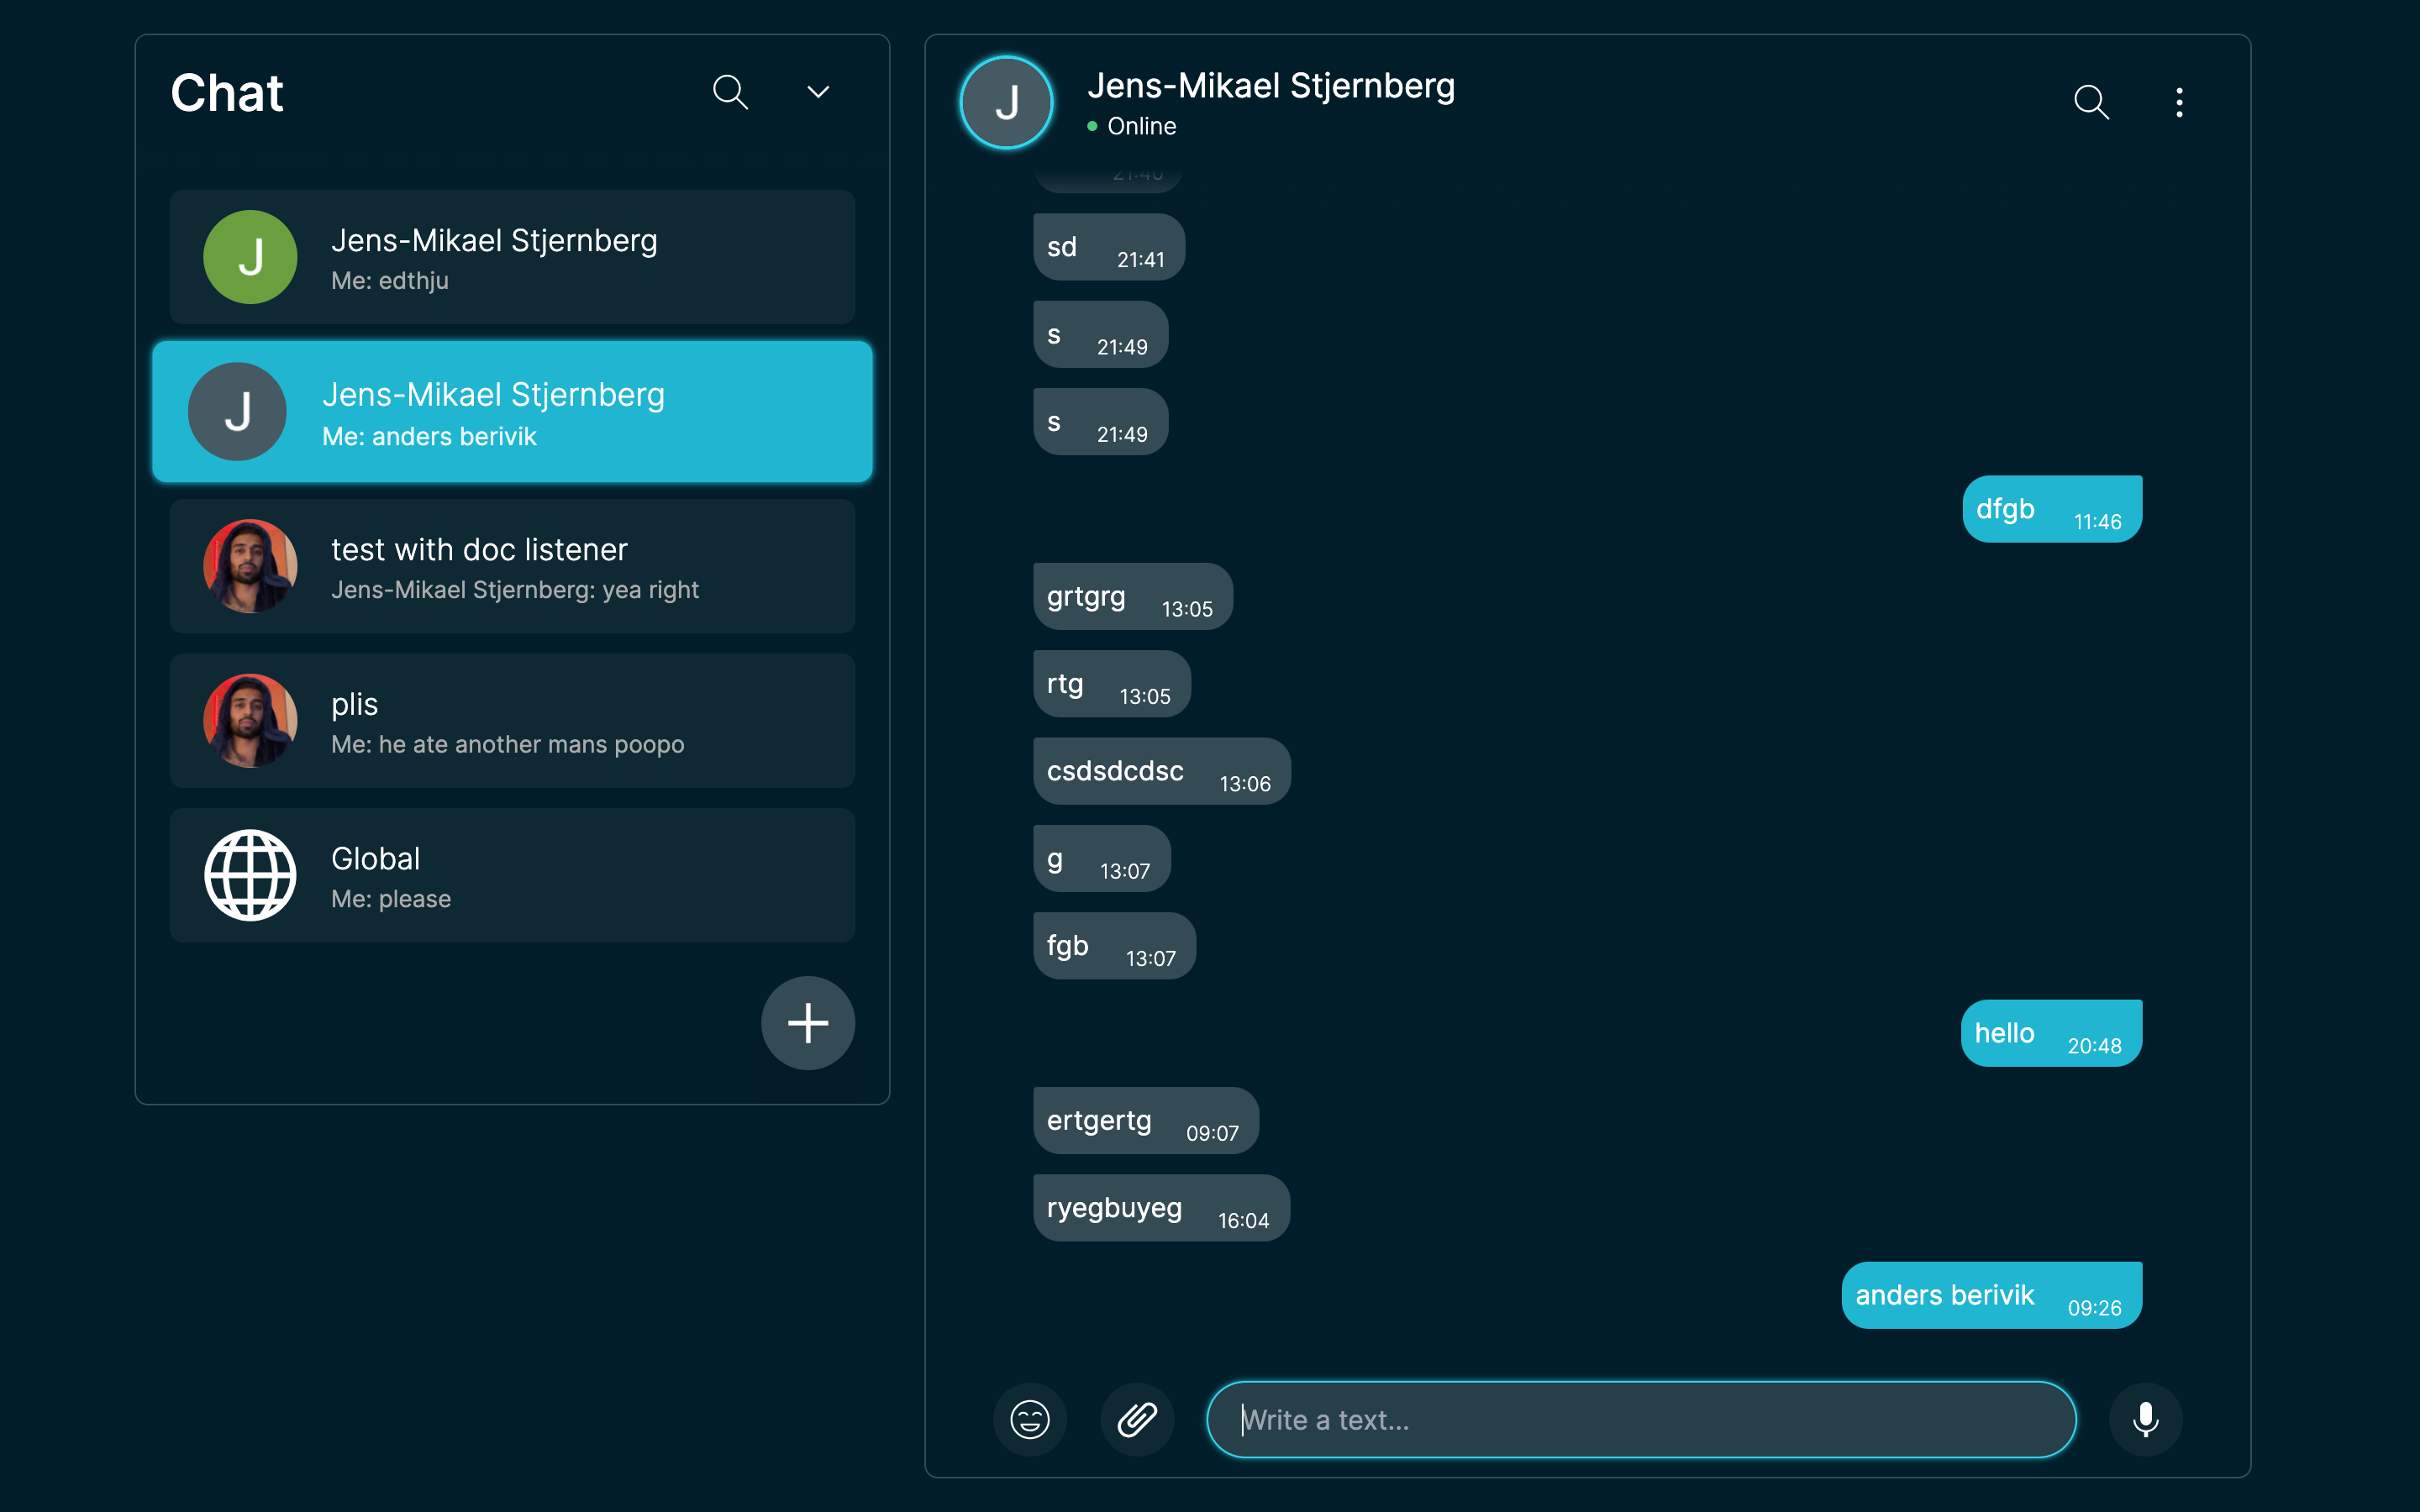 Chat
J
Jens-Mikael Stjernberg
Me: edthju
J
Jens-Mikael Stjernberg
Me: anders berivik
test with doc listener
Jens-Mikael Stjernberg: yea right
plis
Me: he ate another mans poopo
Global
Me: please
J
Jens-Mikael Stjernberg
Online
21:40
sd 21:41
s 21:49
s 21:49
dfgb 11:46
grtgrg 13:05
rtg 13:05
csdsdcdsc 13:06
g 13:07
fgb 13:07
hello 20:48
ertgertg 09:07
ryegbuyeg 16:04
anders berivik 09:26
Write a text...